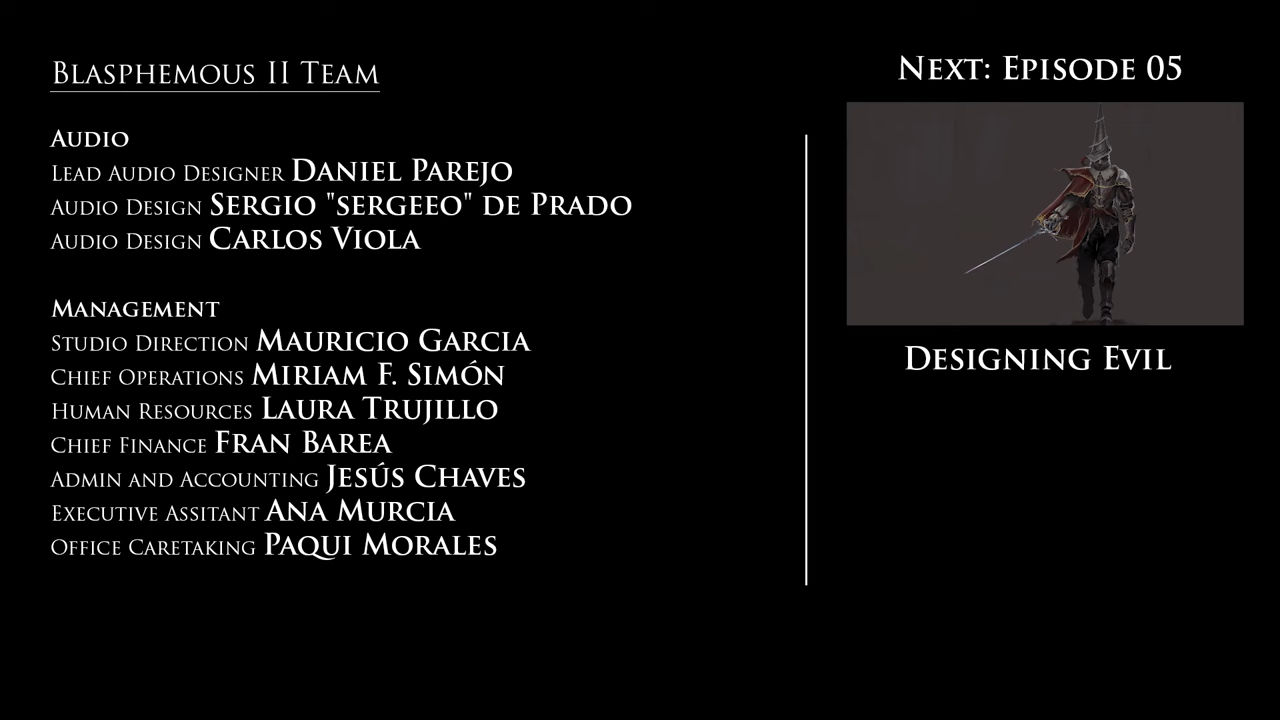 Blasphemous II Team
Audio
Lead Audio Designer Daniel Parejo
Audio Design Sergio "sergeeo" de Prado
Audio Design Carlos Viola
Management
Studio Direction Mauricio Garcia
Chief Operations Miriam F. Simón
Human Resources Laura Trujillo
Chief Finance Fran Barea
Admin and Accounting Jesús Chaves
Executive Assitant Ana Murcia
Office Caretaking Paqui Morales
Next: Episode 05
Designing Evil